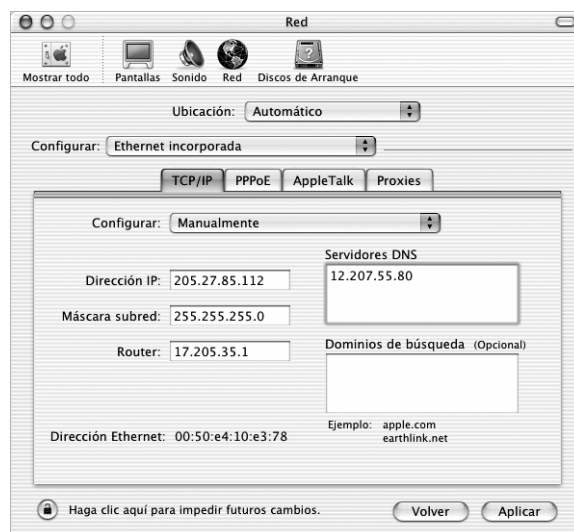 Red
Mostrar todo Pantallas Sonido Red Discos de Arranque
Ubicación: Automático
Configurar: Ethernet incorporada
TCP/IP PPPoE AppleTalk Proxies
Configurar: Manualmente
Servidores DNS
Dirección IP: 205.27.85.112
12.207.55.80
Máscara subred: 255.255.255.0
Router: 17.205.35.1
Dominios de búsqueda (Opcional)
Ejemplo: apple.com
earthlink.net
Dirección Ethernet: 00:50:e4:10:e3:78
Haga clic aquí para impedir futuros cambios.
Volver Aplicar